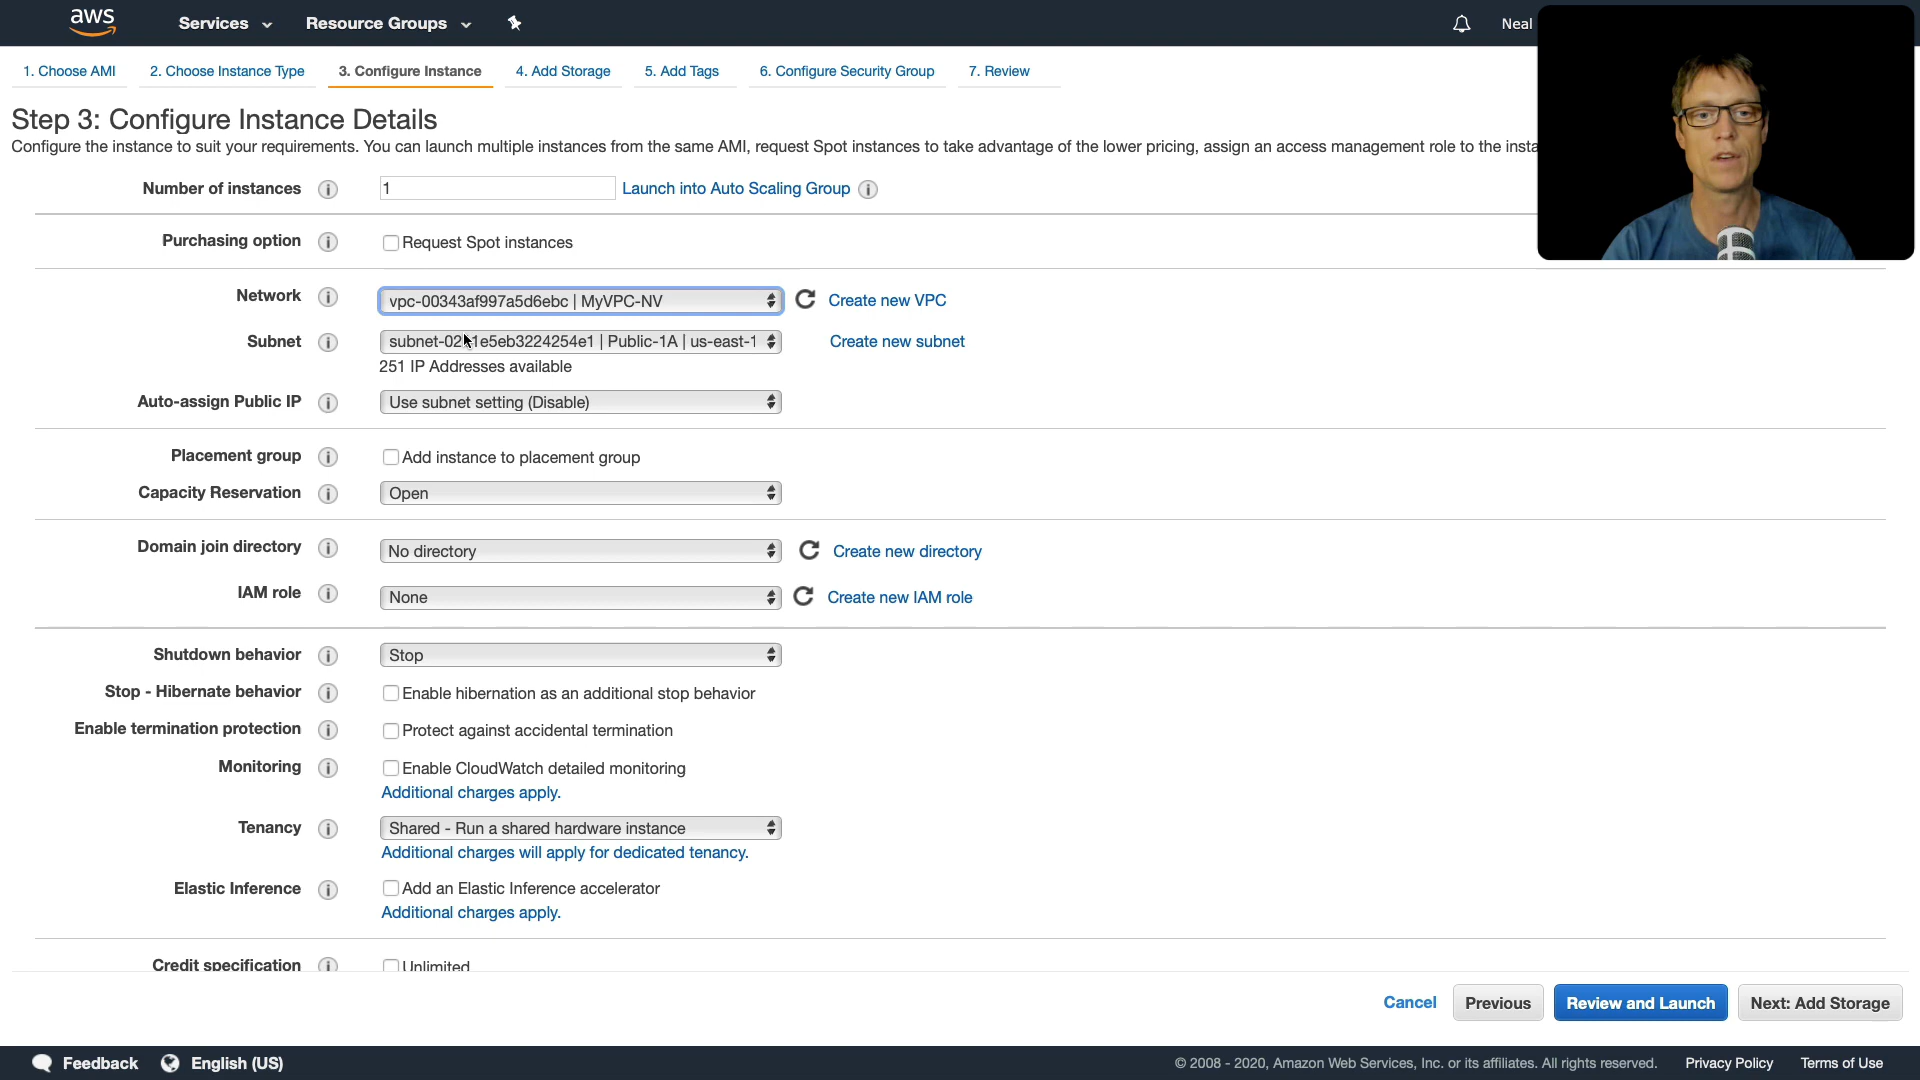 aws Services Resource Groups Neal
1. Choose AMI 2. Choose Instance Type 3. Configure Instance 4. Add Storage 5. Add Tags 6. Configure Security Group 7. Review
Step 3: Configure Instance Details
Configure the instance to suit your requirements. You can launch multiple instances from the same AMI, request Spot instances to take advantage of the lower pricing, assign an access management role to the insta
Number of instances i 1 Launch into Auto Scaling Group i
Purchasing option i Request Spot instances
Network i vpc-00343af997a5d6ebc | MyVPC-NV Create new VPC
Subnet i | Public-1A | us-east-1 Create new subnet
251 IP Addresses available
Auto-assign Public IP i Use subnet setting (Disable)
Placement group i Add instance to placement group
Capacity Reservation i Open
Domain join directory i No directory Create new directory
IAM role i None Create new IAM role
Shutdown behavior i Stop
Stop - Hibernate behavior i Enable hibernation as an additional stop behavior
Enable termination protection i Protect against accidental termination
Monitoring i Enable CloudWatch detailed monitoring
Additional charges apply.
Tenancy i Shared - Run a shared hardware instance
Additional charges will apply for dedicated tenancy.
Elastic Inference i Add an Elastic Inference accelerator
Additional charges apply.
Credit specification i Unlimited
Cancel Previous Review and Launch Next: Add Storage
Feedback English (US) © 2008 - 2020, Amazon Web Services, Inc. or its affiliates. All rights reserved. Privacy Policy Terms of Use